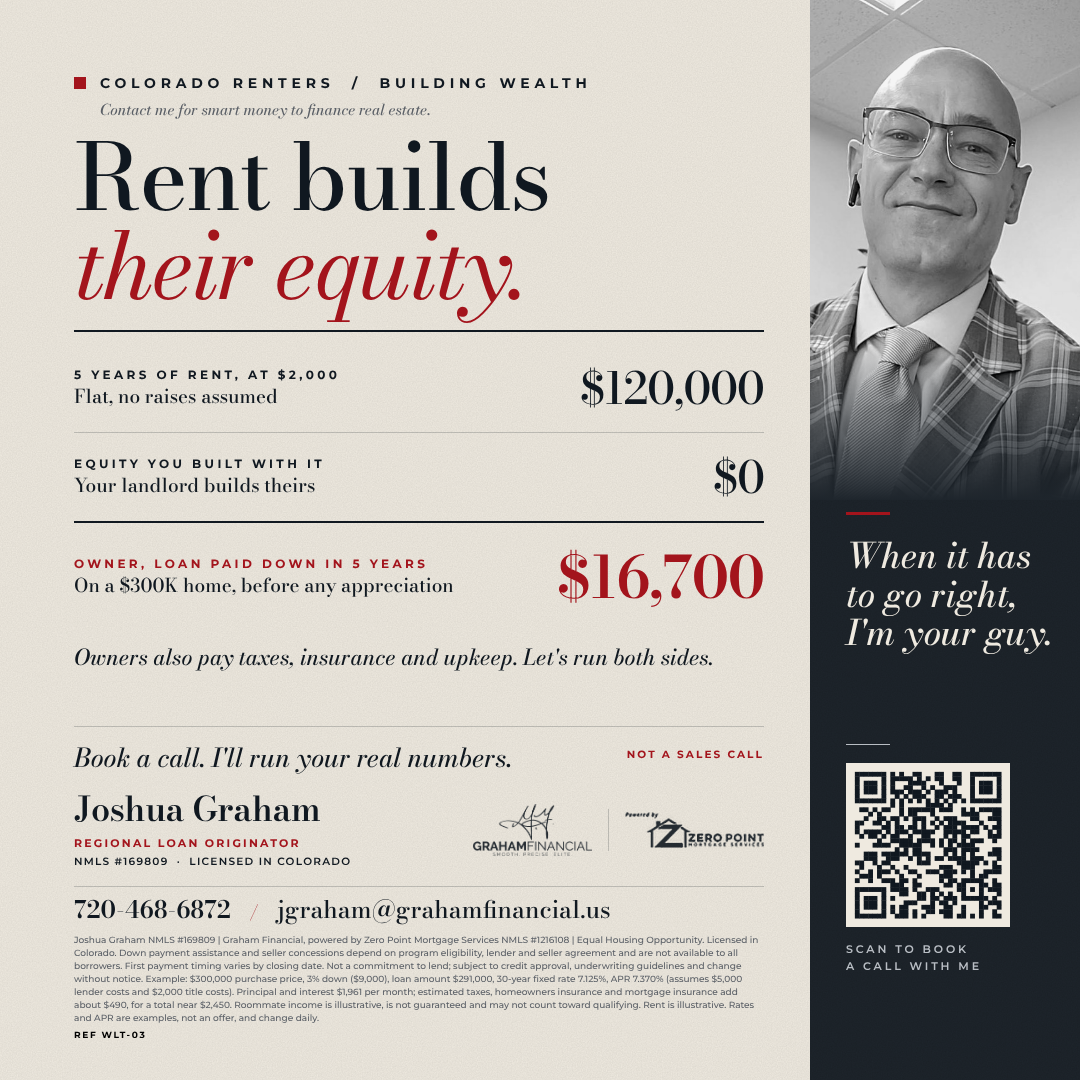 COLORADO RENTERS / BUILDING WEALTH
Contact me for smart money to finance real estate.
Rent builds
their equity.
5 YEARS OF RENT, AT $2,000
Flat, no raises assumed
$120,000
EQUITY YOU BUILT WITH IT
Your landlord builds theirs
$0
OWNER, LOAN PAID DOWN IN 5 YEARS
On a $300K home, before any appreciation
$16,700
Owners also pay taxes, insurance and upkeep. Let's run both sides.
When it has
to go right,
I'm your guy.
Book a call. I'll run your real numbers.
NOT A SALES CALL
Joshua Graham
REGIONAL LOAN ORIGINATOR
NMLS #169809 · LICENSED IN COLORADO
GRAHAMFINANCIAL
SMOOTH. PRECISE. ELITE.
Powered by
ZERO POINT
MORTGAGE SERVICES
720-468-6872 / jgraham@grahamfinancial.us
Joshua Graham NMLS #169809 | Graham Financial, powered by Zero Point Mortgage Services NMLS #1216108 | Equal Housing Opportunity. Licensed in
Colorado. Down payment assistance and seller concessions depend on program eligibility, lender and seller agreement and are not available to all
borrowers. First payment timing varies by closing date. Not a commitment to lend; subject to credit approval, underwriting guidelines and change
without notice. Example: $300,000 purchase price, 3% down ($9,000), loan amount $291,000, 30-year fixed rate 7.125%, APR 7.370% (assumes $5,000
lender costs and $2,000 title costs). Principal and interest $1,961 per month; estimated taxes, homeowners insurance and mortgage insurance add
about $490, for a total near $2,450. Roommate income is illustrative, is not guaranteed and may not count toward qualifying. Rent is illustrative. Rates
and APR are examples, not an offer, and change daily.
REF WLT-03
SCAN TO BOOK
A CALL WITH ME